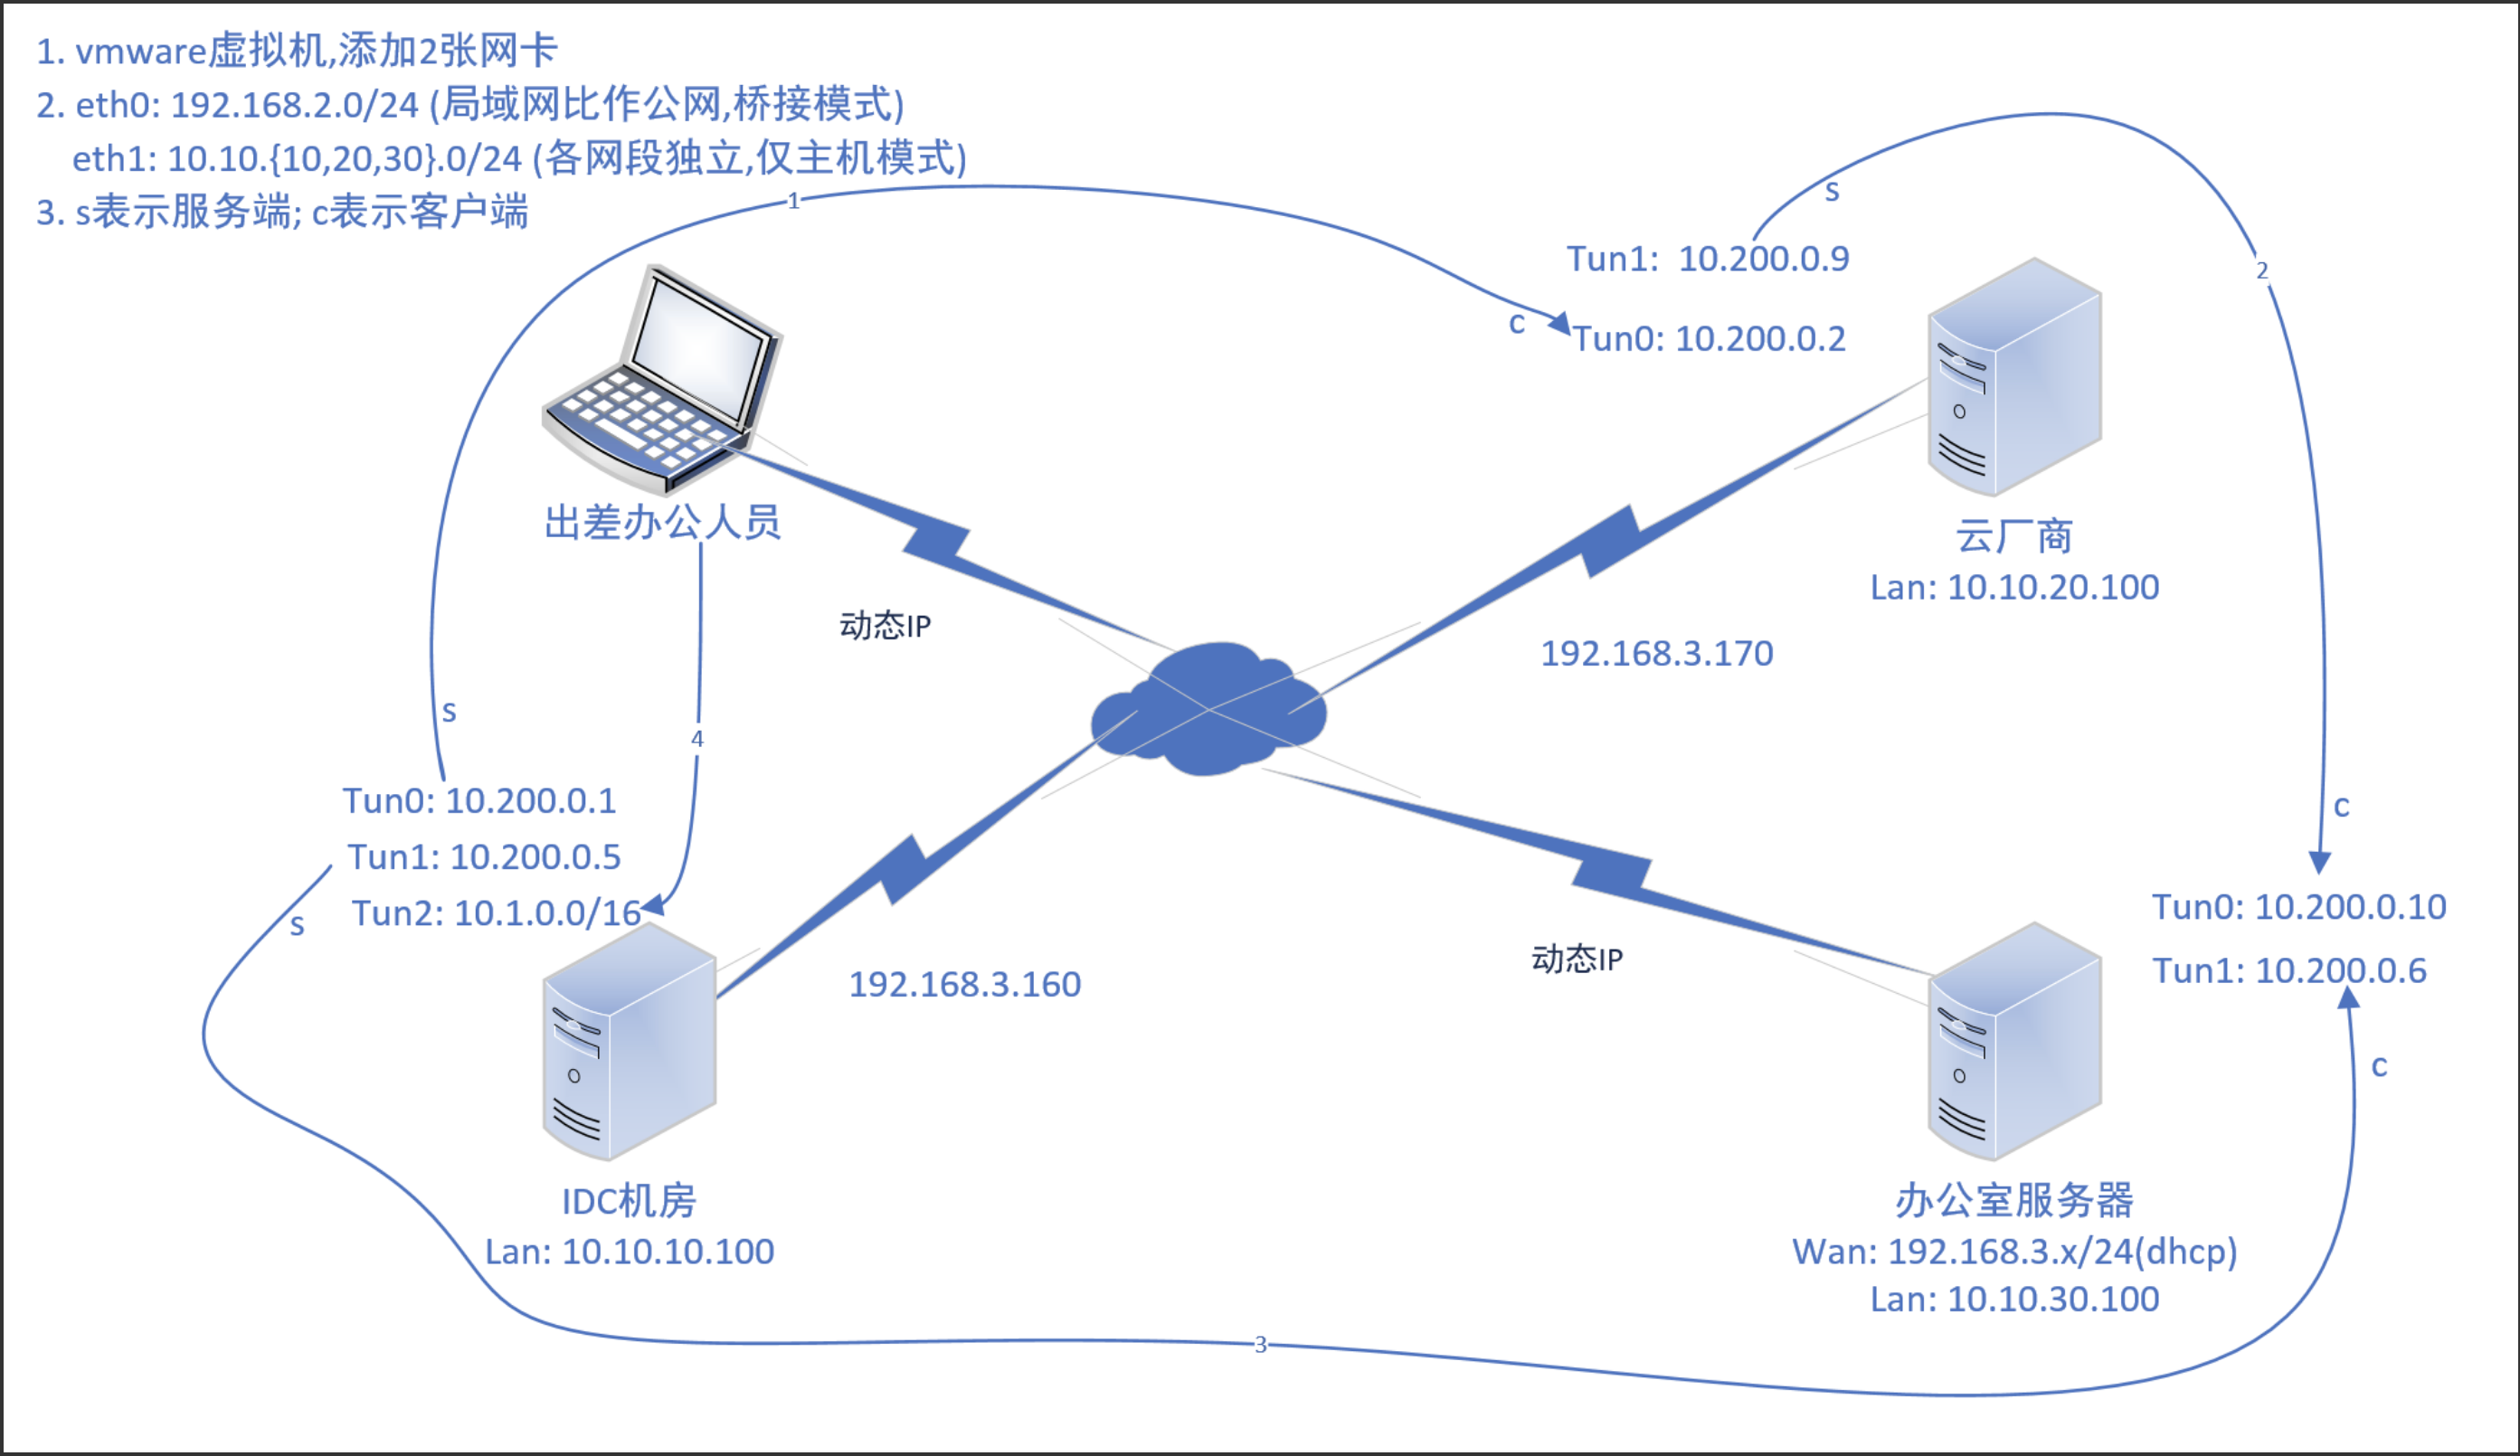 1. vmware虚拟机,添加2张网卡
2. eth0: 192.168.2.0/24 (局域网比作公网,桥接模式)
eth1: 10.10.{10,20,30}.0/24 (各网段独立,仅主机模式)
3. s表示服务端; c表示客户端
1
s
Tun1: 10.200.0.9
2
c
Tun0: 10.200.0.2
出差办公人员
云厂商
Lan: 10.10.20.100
动态IP
192.168.3.170
s
4
Tun0: 10.200.0.1
c
Tun1: 10.200.0.5
Tun2: 10.1.0.0/16
s
Tun0: 10.200.0.10
动态IP
Tun1: 10.200.0.6
192.168.3.160
c
IDC机房
Lan: 10.10.10.100
办公室服务器
Wan: 192.168.3.x/24(dhcp)
Lan: 10.10.30.100
3